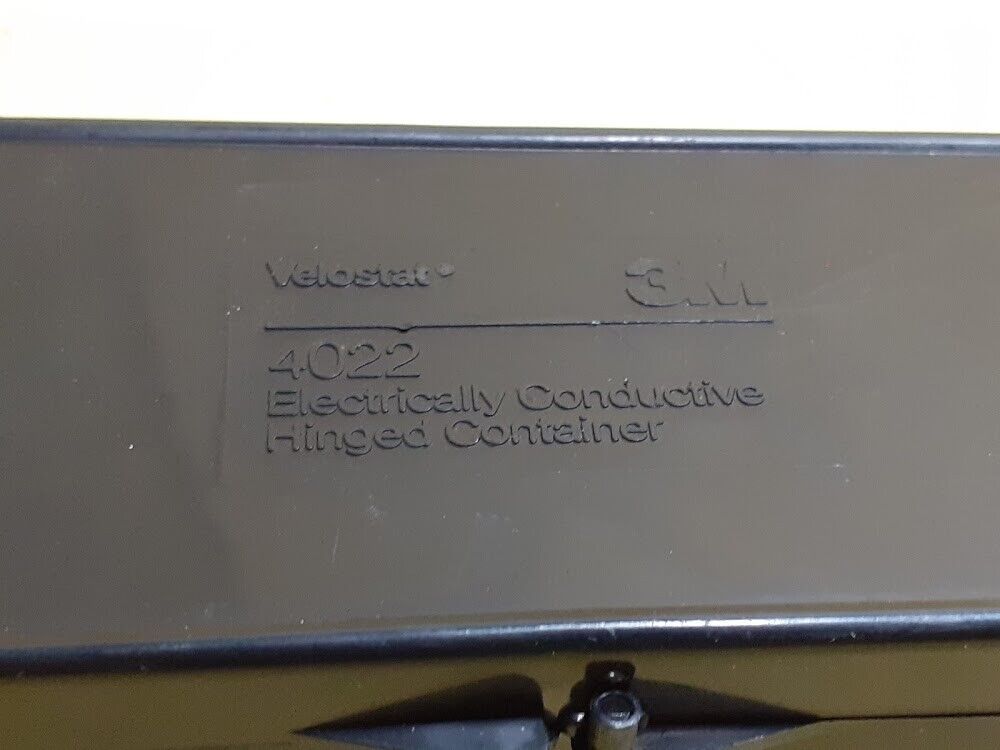 Velostat® 3M
4022
Electrically Conductive
Hinged Container